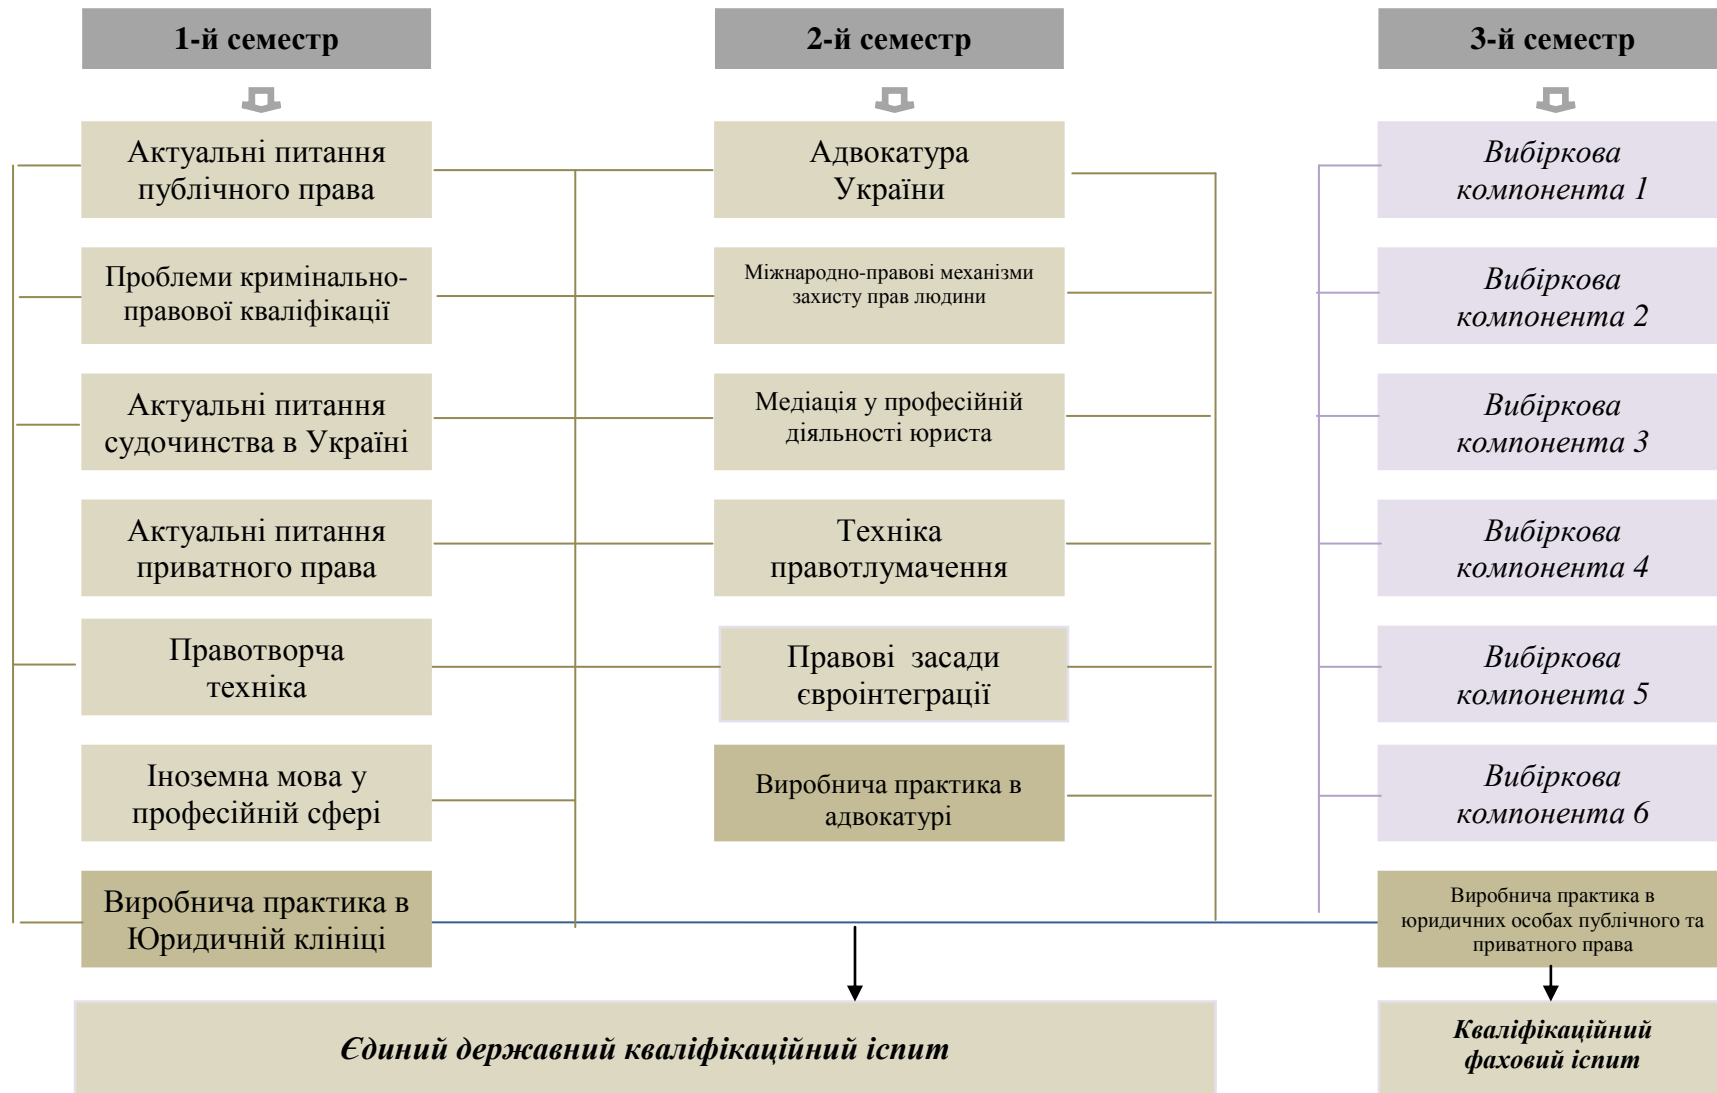 1-й семестр
2-й семестр
3-й семестр
Актуальні питання
публічного права
Адвокатура
України
Вибіркова
компонента 1
Проблеми кримінально-
правової кваліфікації
Міжнародно-правові механізми
захисту прав людини
Вибіркова
компонента 2
Актуальні питання
судочинства в Україні
Медіація у професійній
діяльності юриста
Вибіркова
компонента 3
Актуальні питання
приватного права
Техніка
правотлумачення
Вибіркова
компонента 4
Правотворча
техніка
Правові засади
євроінтеграції
Вибіркова
компонента 5
Іноземна мова у
професійній сфері
Виробнича практика в
адвокатурі
Вибіркова
компонента 6
Виробнича практика в
Юридичній клініці
Виробнича практика в
юридичних особах публічного та
приватного права
Єдиний державний кваліфікаційний іспит
Кваліфікаційний
фаховий іспит